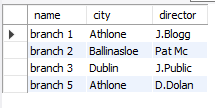 name city director
branch 1 Athlone J.Blogg
branch 2 Ballinasloe Pat Mc
branch 3 Dublin J.Public
branch 5 Athlone D.Dolan